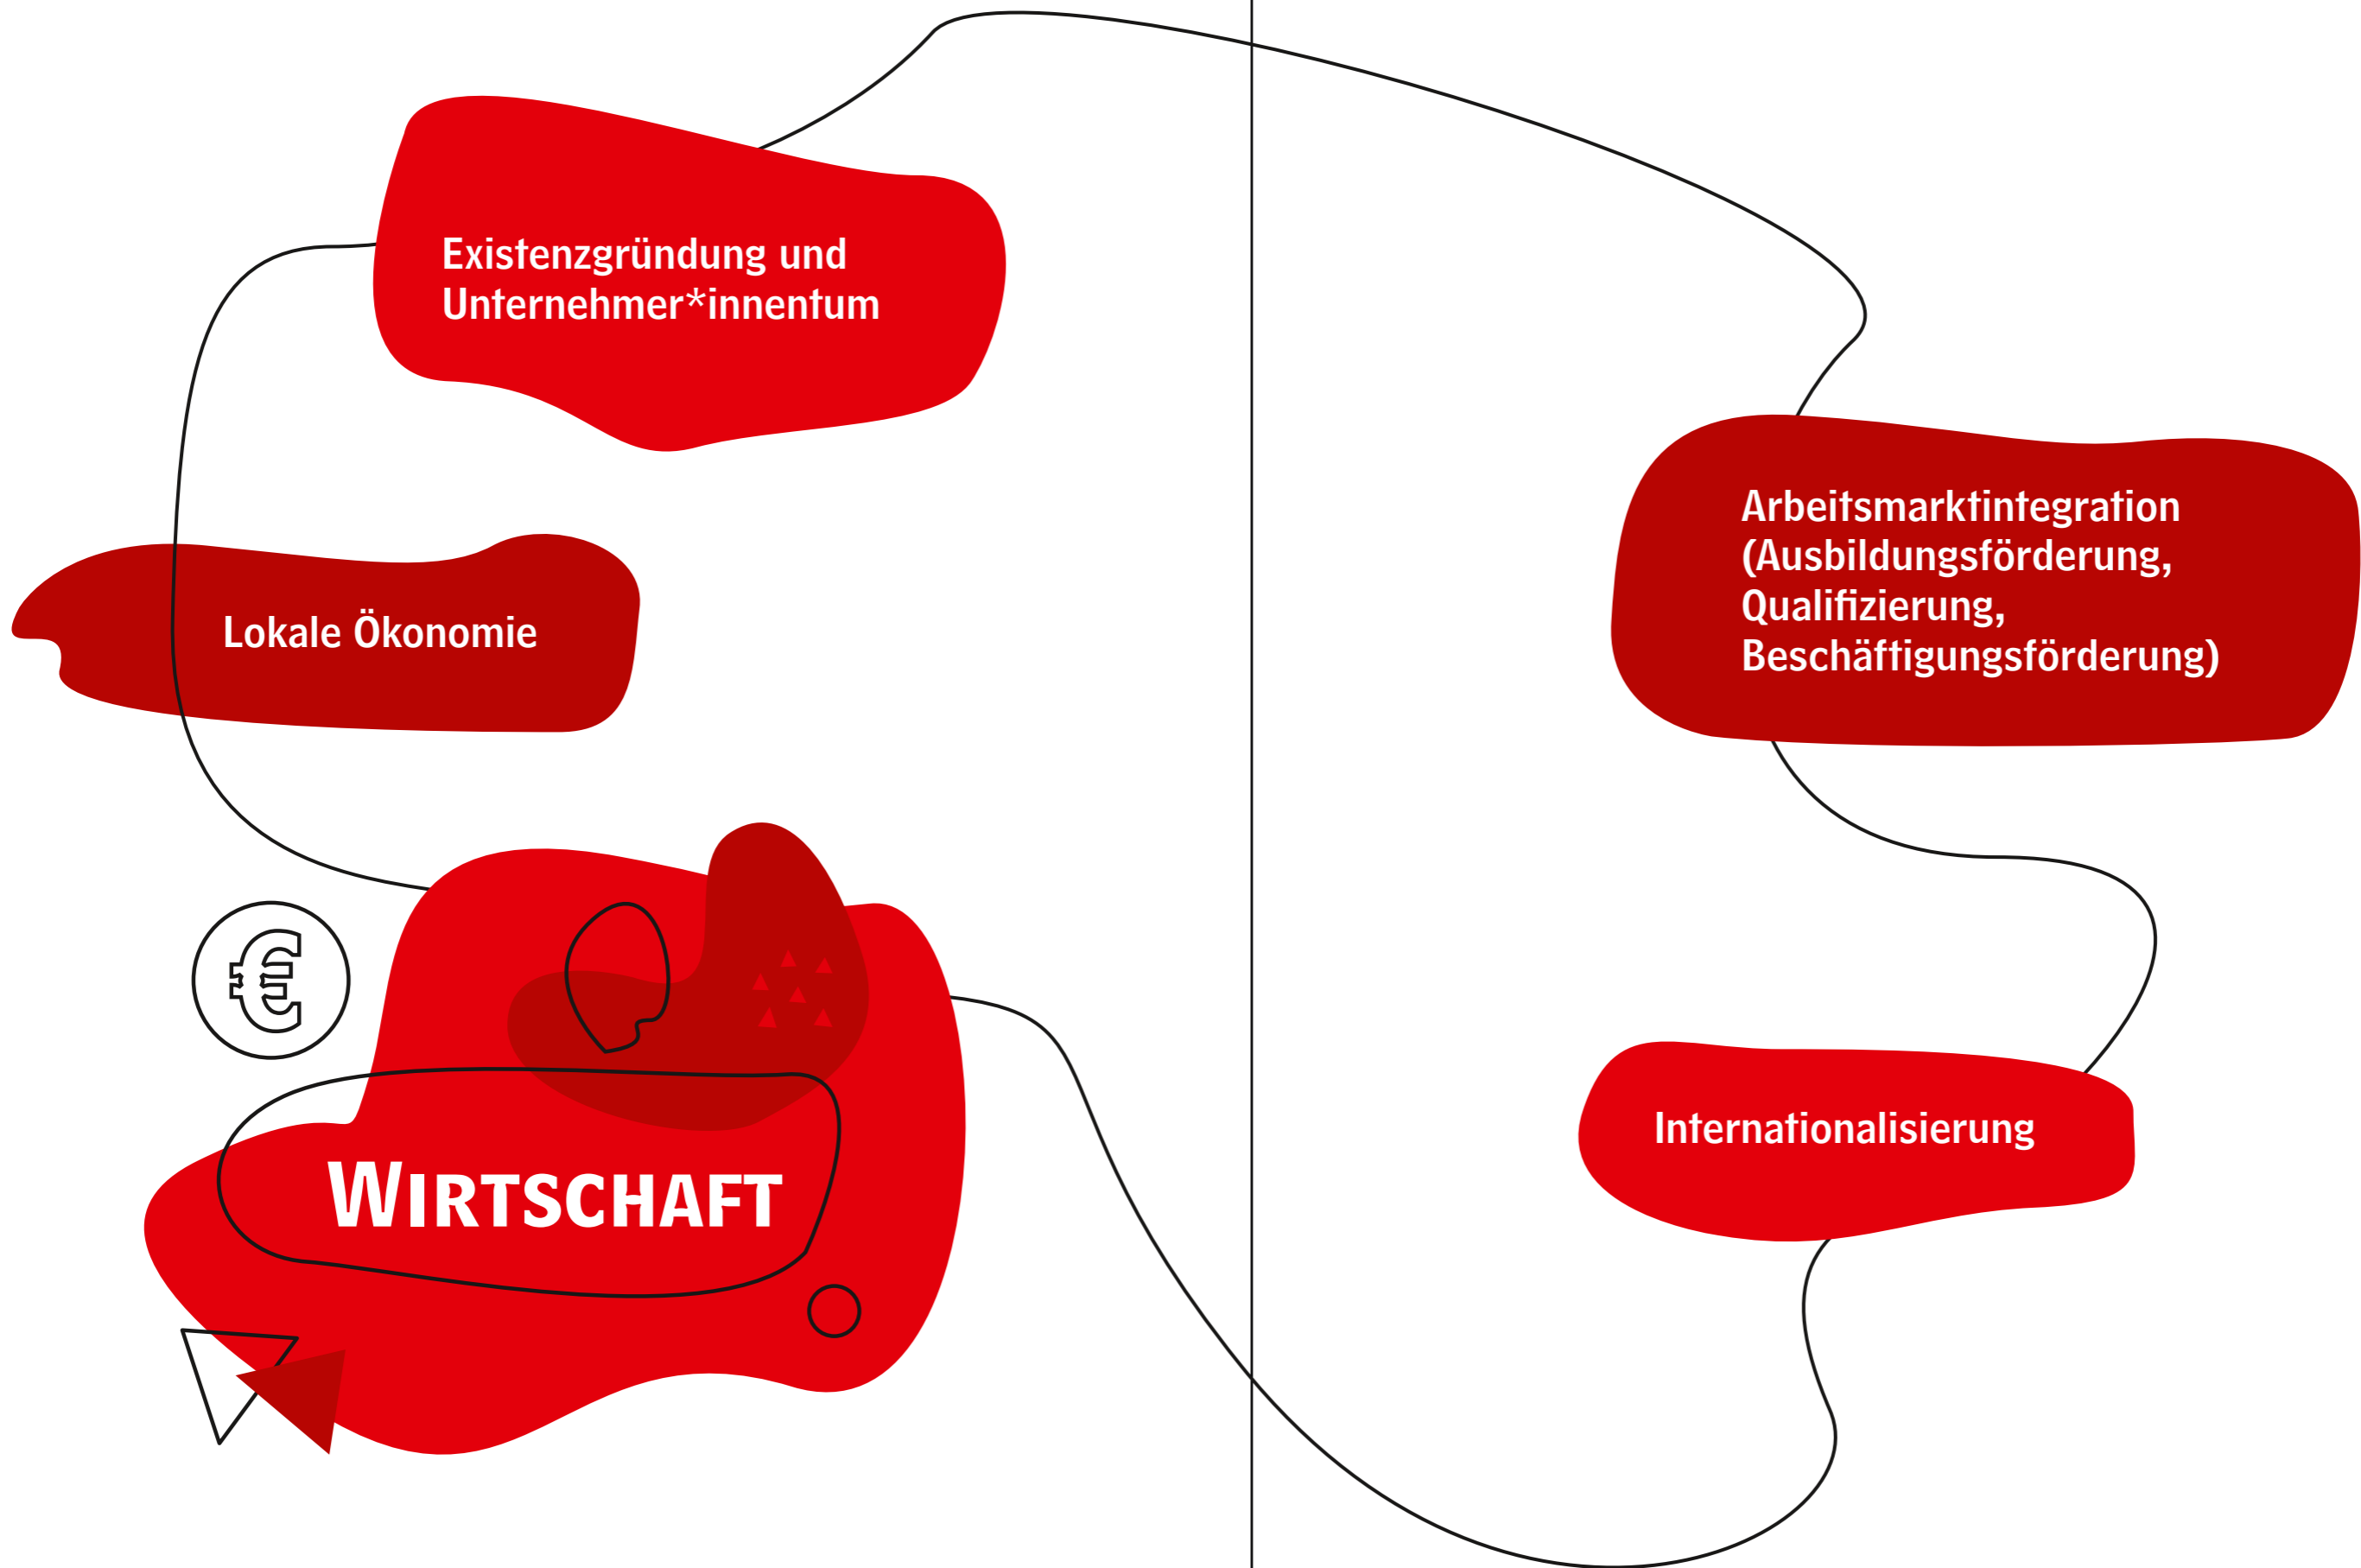 Existenzgründung und
Unternehmer*innentum
Lokale Ökonomie
€
WIRTSCHAFT
Arbeitsmarktintegration
(Ausbildungsförderung,
Qualifizierung,
Beschäftigungsförderung)
Internationalisierung